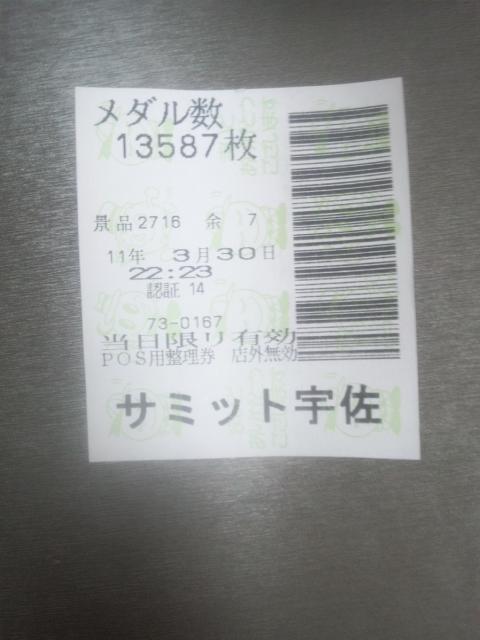 メダル数
13587枚
景品2716 余 7
11年 3月30日
22:23
認証 14
73-0167
当日限り有効
POS用整理券 店外無効
サミット宇佐